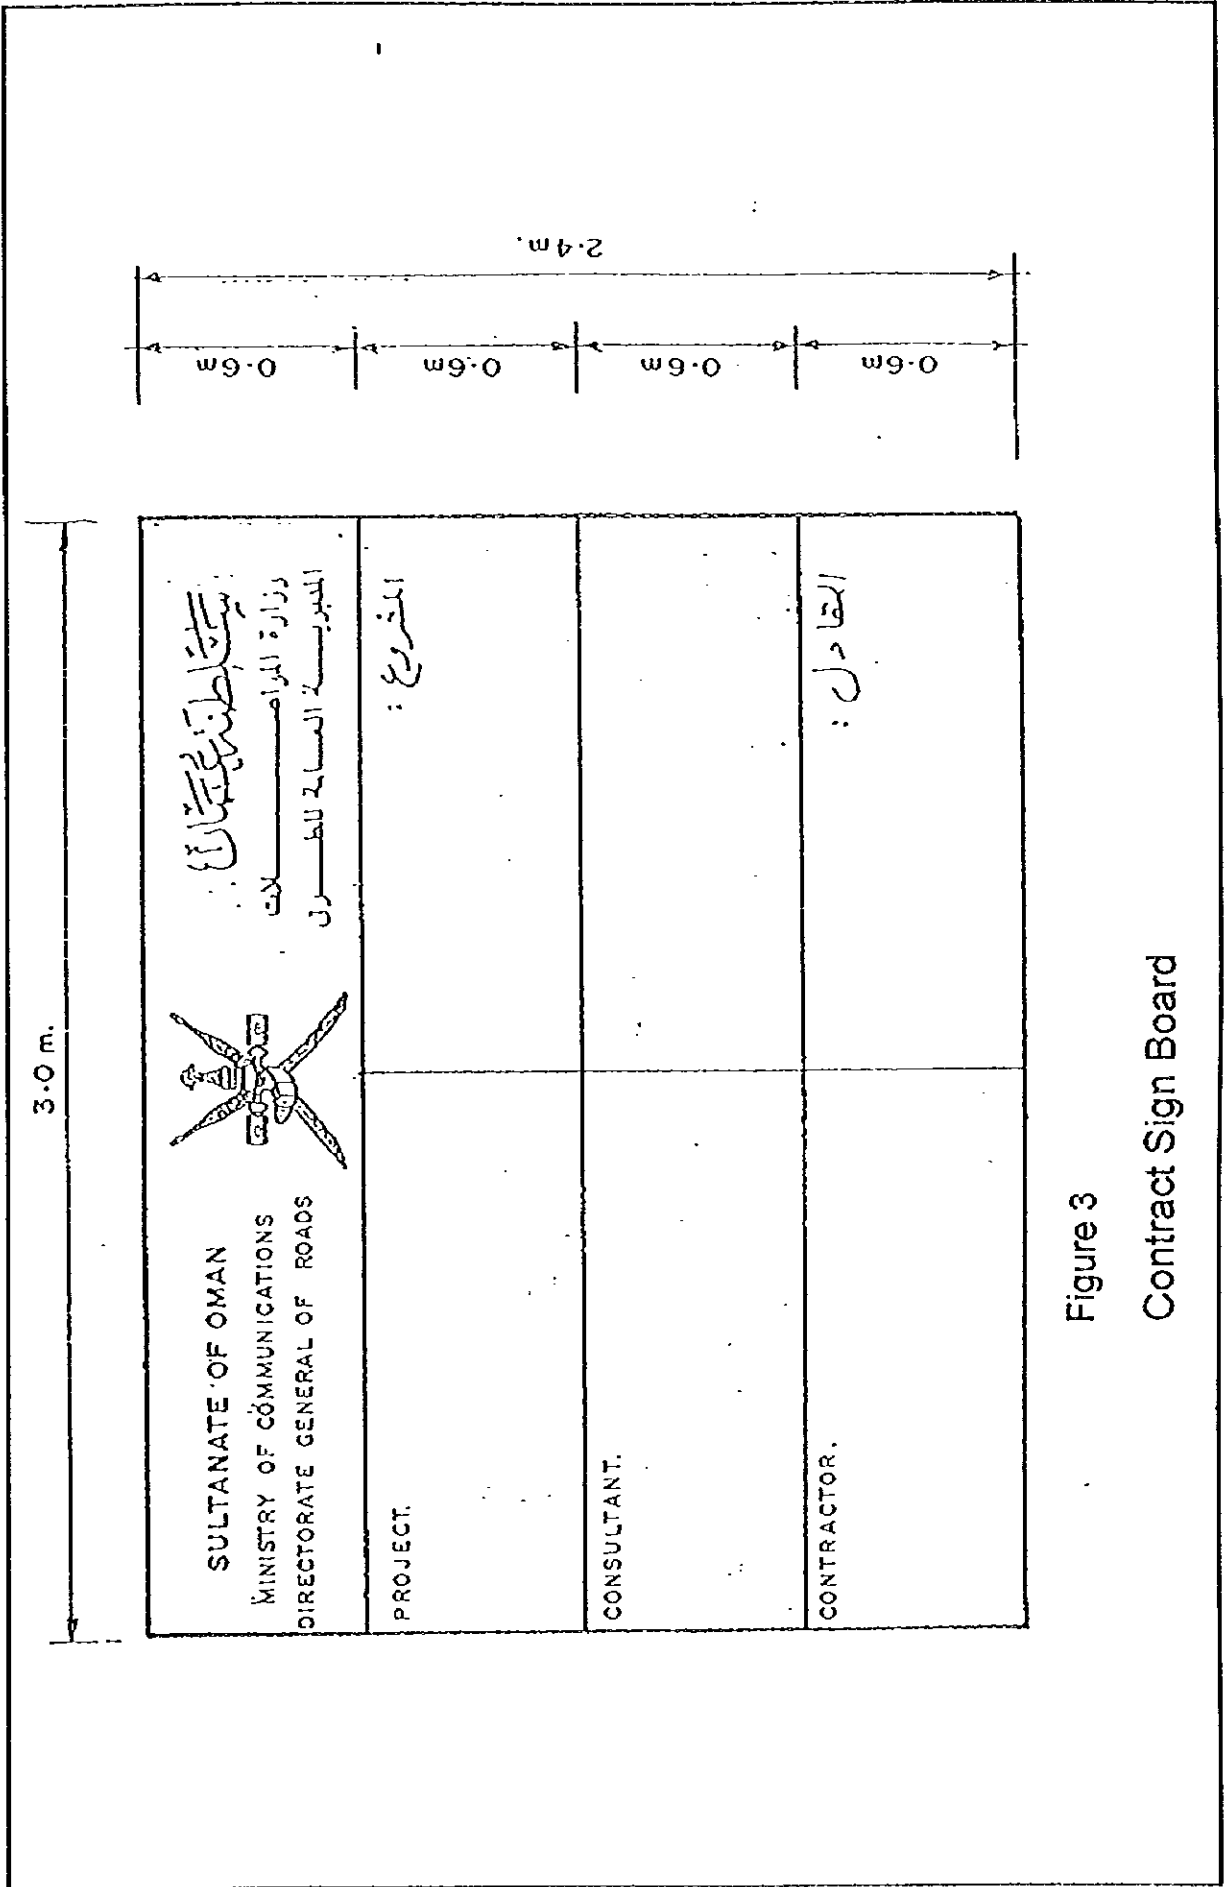 3.0 m.
SULTANATE OF OMAN
MINISTRY OF COMMUNICATIONS
DIRECTORATE GENERAL OF ROADS
سلطنة عمان
وزارة المواصلات
المديرية العامة للطرق
PROJECT.
المشروع :
CONSULTANT.
CONTRACTOR.
المقاول :
0.6m
0.6m
0.6m
0.6m
2.4m.
Figure 3
Contract Sign Board